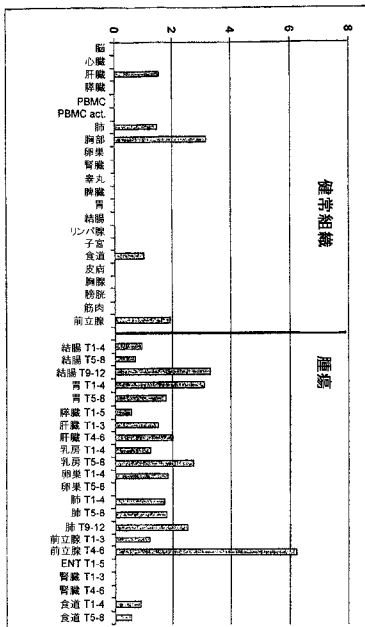 0 2 4 6 8
脳
心臓
肝臓
膵臓
PBMC
PBMC act.
肺
胸部
卵巣
腎臓
睾丸
脾臓
胃
結腸
リンパ腺
子宮
食道
皮膚
胸腺
膀胱
筋肉
前立腺
健常組織
結腸 T1-4
結腸 T5-8
結腸 T9-12
胃 T1-4
胃 T5-8
膵臓 T1-5
肝臓 T1-3
肝臓 T4-6
乳房 T1-4
乳房 T5-8
卵巣 T1-4
卵巣 T5-6
肺 T1-4
肺 T5-8
肺 T9-12
前立腺 T1-3
前立腺 T4-6
ENT T1-5
腎臓 T1-3
腎臓 T4-6
食道 T1-4
食道 T5-8
腫瘍